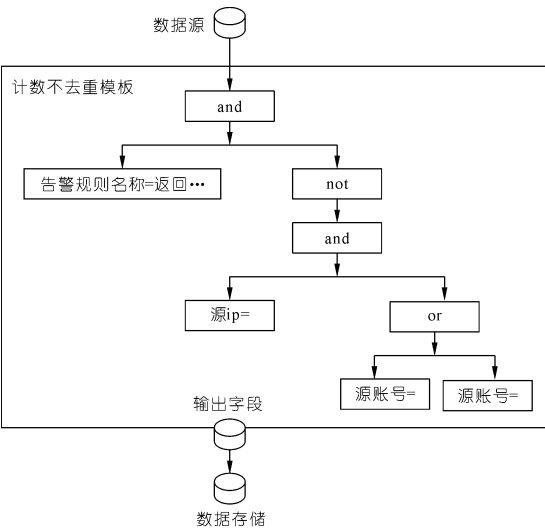 数据源
计数不去重模板
and
告警规则名称=返回…
not
and
源ip=
or
源账号=
源账号=
输出字段
数据存储